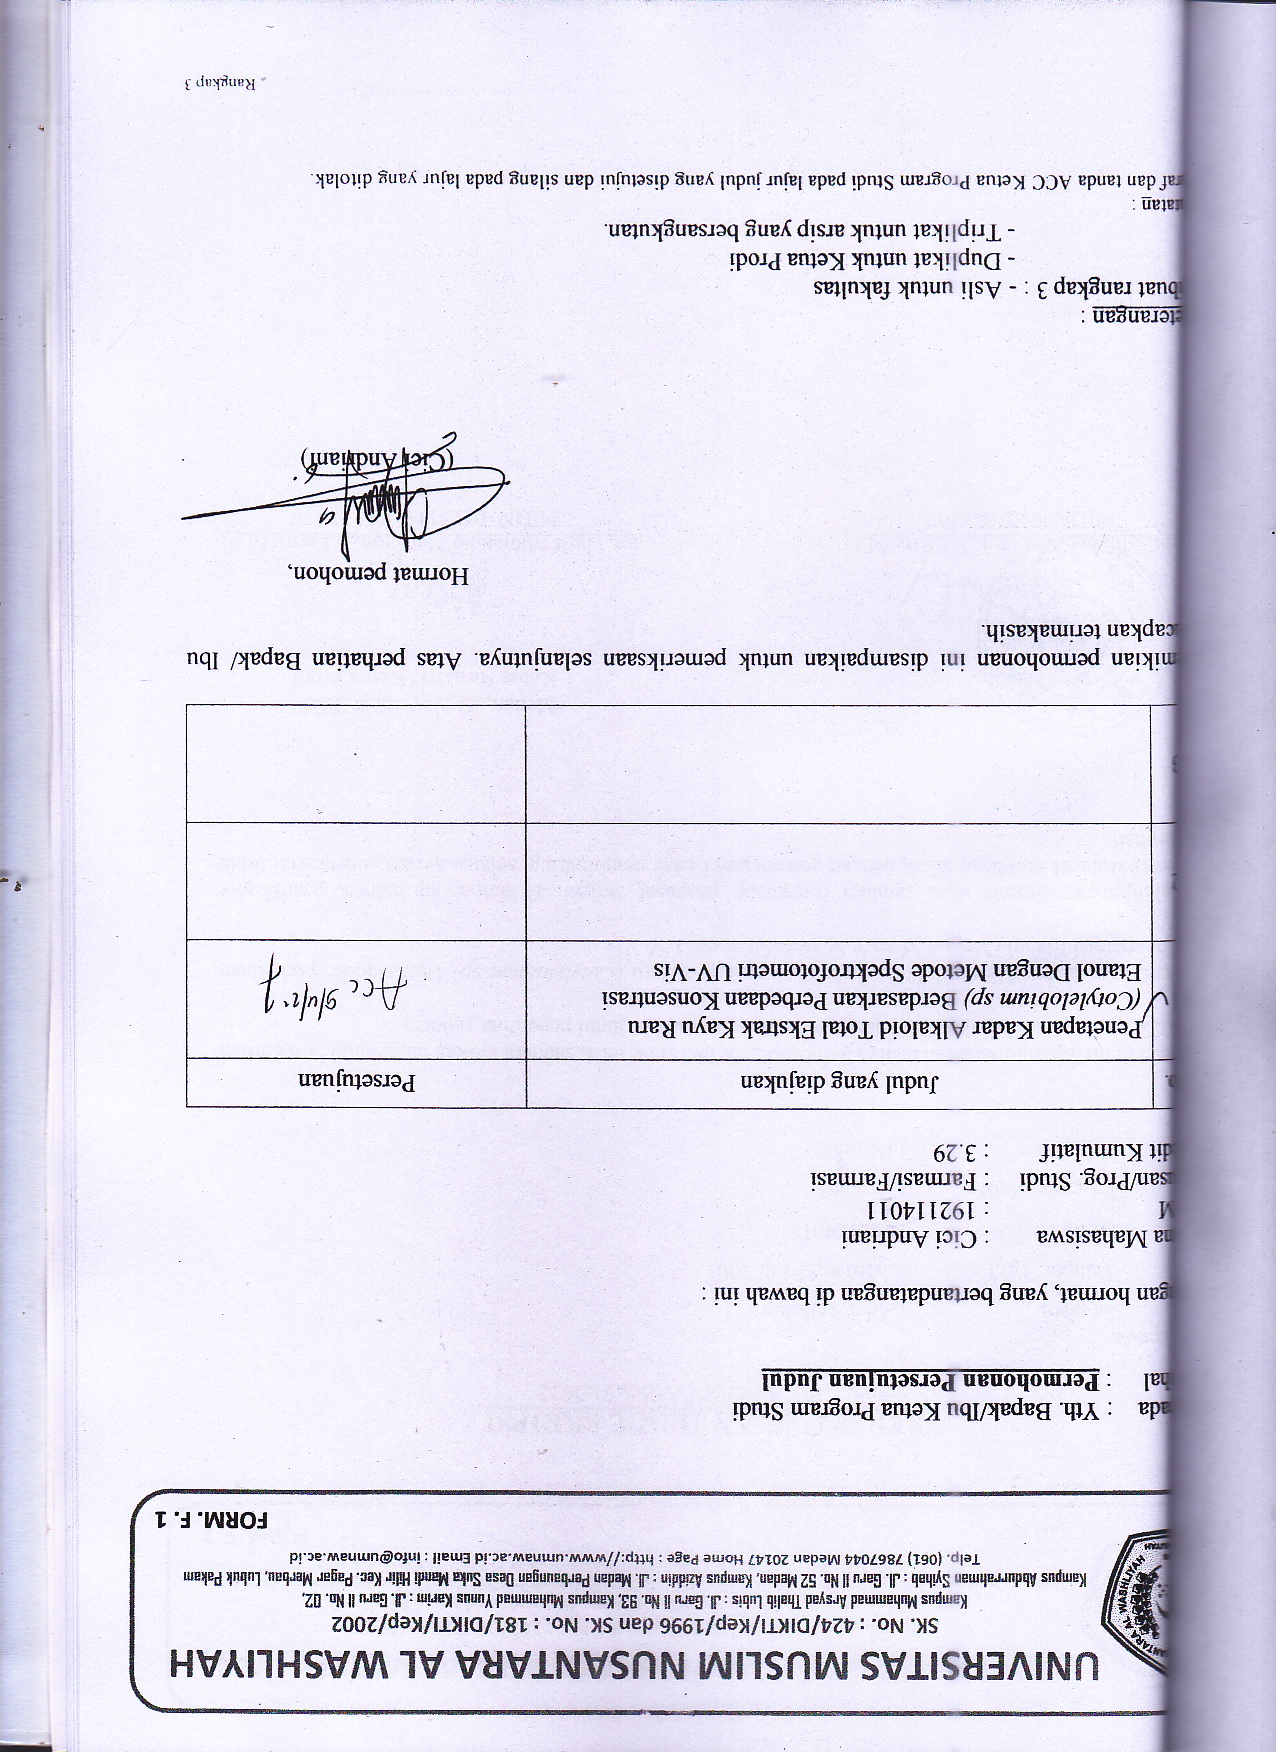 UNIVERSITAS MUSLIM NUSANTARA AL WASHLIYAH
SK. No. : 424/DIKTI/Kep/1996 dan SK. No. : 181/DIKTI/Kep/2002
Kampus Muhammad Arsyad Thalib Lubis : Jl. Garu II No. 93, Kampus Muhammad Yunus Karim : Jl. Garu II No. 02,
Kampus Abdurrahman Syihab : Jl. Garu II No. 52 Medan, Kampus Aziddin : Jl. Medan Perbaungan Desa Suka Mandi Hilir Kec. Pagar Merbau, Lubuk Pakam
Telp. (061) 7867044 Medan 20147 Home Page : http://www.umnaw.ac.id Email : info@umnaw.ac.id
FORM. F. 1
ada : Yth. Bapak/Ibu Ketua Program Studi
hal : Permohonan Persetujuan Judul
gan hormat, yang bertandatangan di bawah ini :
na Mahasiswa : Cici Andriani
M : 192114011
san/Prog. Studi : Farmasi/Farmasi
dit Kumulatif : 3.29
o. Judul yang diajukan Persetujuan
Penetapan Kadar Alkaloid Total Ekstrak Kayu Raru
(Cotylelobium sp) Berdasarkan Perbedaan Konsentrasi
Etanol Dengan Metode Spektrofotometri UV-Vis
Acc
mikian permohonan ini disampaikan untuk pemeriksaan selanjutnya. Atas perhatian Bapak/ Ibu
capkan terimakasih.
Hormat pemohon,
(Cici Andriani)
eterangan :
buat rangkap 3 : - Asli untuk fakultas
- Duplikat untuk Ketua Prodi
- Triplikat untuk arsip yang bersangkutan.
atan :
raf dan tanda ACC Ketua Program Studi pada lajur judul yang disetujui dan silang pada lajur yang ditolak.
- Rangkap 3